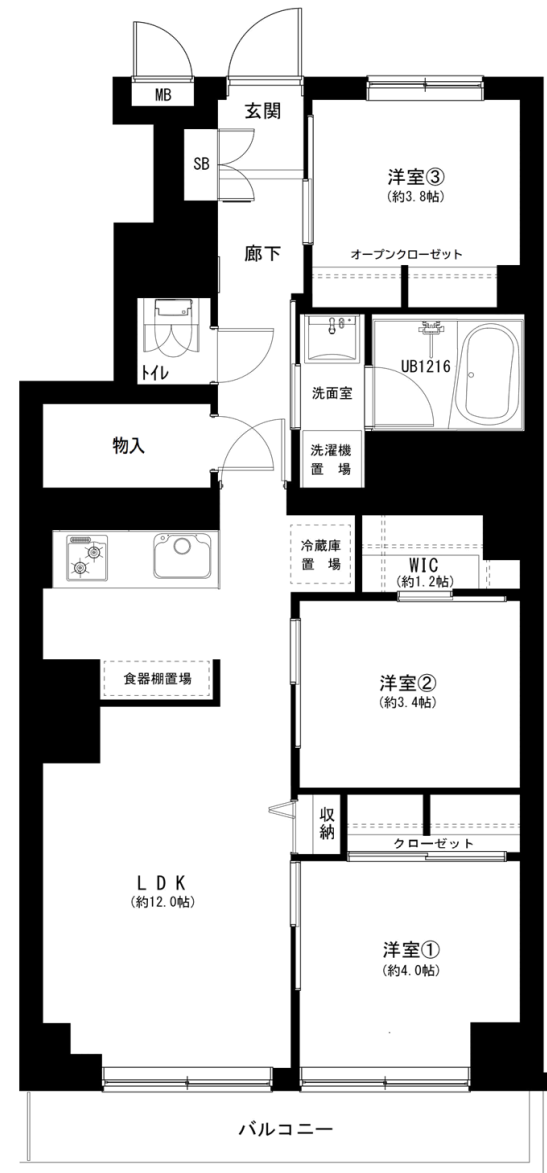 MB
玄関
SB
洋室③
(約3.8帖)
廊下
オープンクローゼット
トイレ
洗面室
UB1216
物入
洗濯機
置 場
冷蔵庫
置 場
WIC
(約1.2帖)
食器棚置場
洋室②
(約3.4帖)
収納
クローゼット
LDK
(約12.0帖)
洋室①
(約4.0帖)
バルコニー